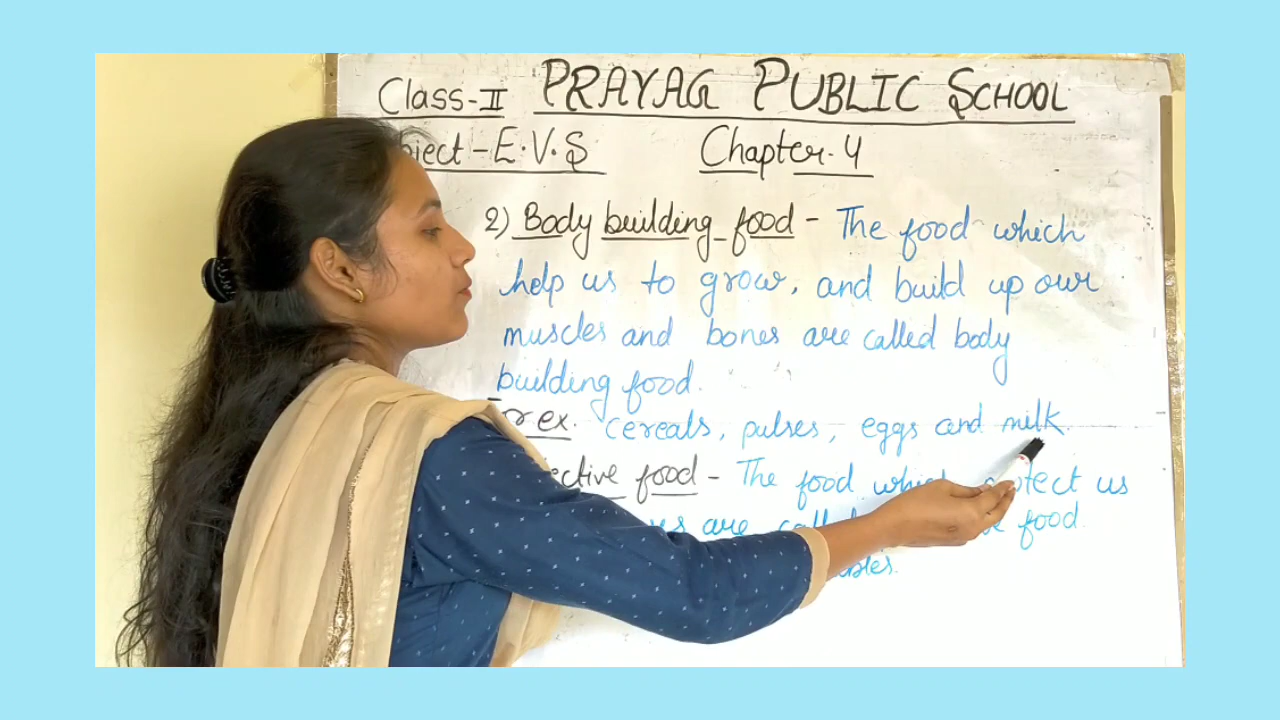 Class-II PRAYAG PUBLIC SCHOOL
E.V.S Chapter-4
2) Body building food - The food which
help us to grow, and build up our
muscles and bones are called body
building food.
ex. cereals, pulses, eggs and milk.
food - The food us
are food